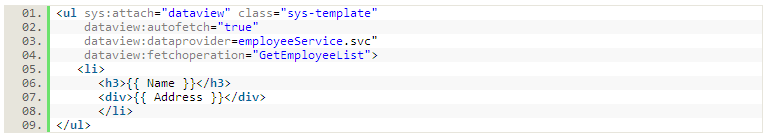 01. <ul sys:attach="dataview" class="sys-template"
02.     dataview:autofetch="true"
03.     dataview:dataprovider=employeeService.svc"
04.     dataview:fetchoperation="GetEmployeeList">
05.    <li>
06.       <h3>{{ Name }}</h3>
07.       <div>{{ Address }}</div>
08.       </li>
09. </ul>